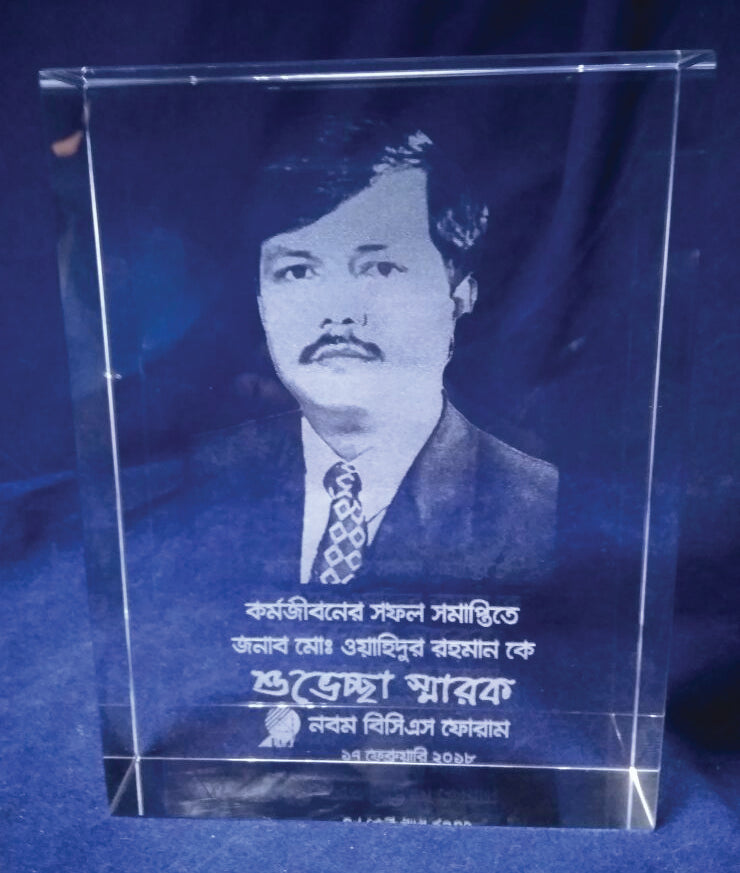 কর্মজীবনের সফল সমাপ্তিতে
জনাব মোঃ ওয়াহিদুর রহমান কে
শুভেচ্ছা স্মারক
নবম বিসিএস ফোরাম
১৭ ফেব্রুয়ারি ২০১৮